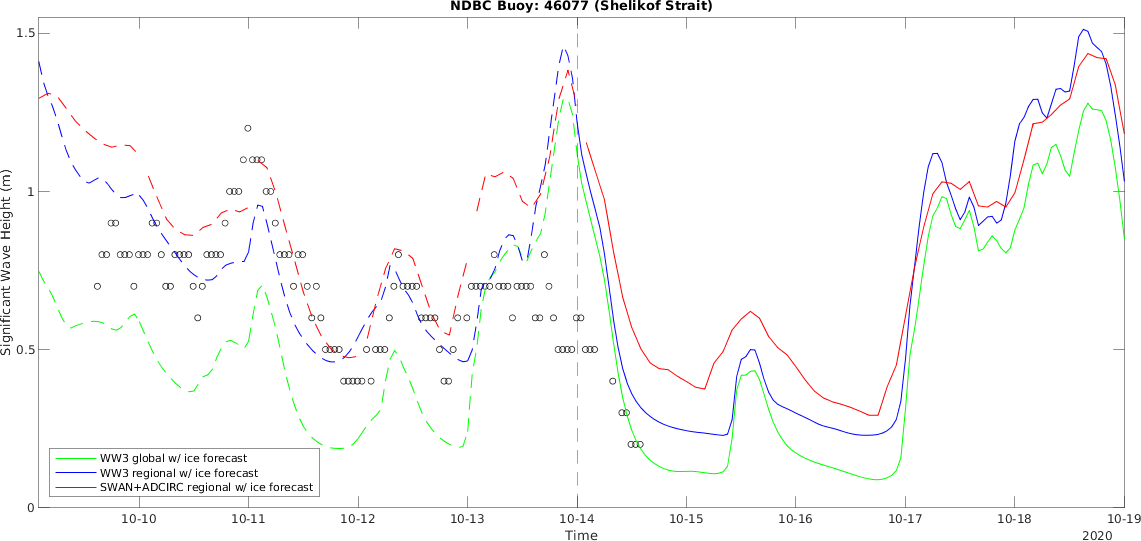 NDBC Buoy: 46077 (Shelikof Strait)
1.5
1
0.5
0
Significant Wave Height (m)
WW3 global w/ ice forecast
WW3 regional w/ ice forecast
SWAN+ADCIRC regional w/ ice forecast
10-10 10-11 10-12 10-13 10-14 10-15 10-16 10-17 10-18 10-19
Time
2020